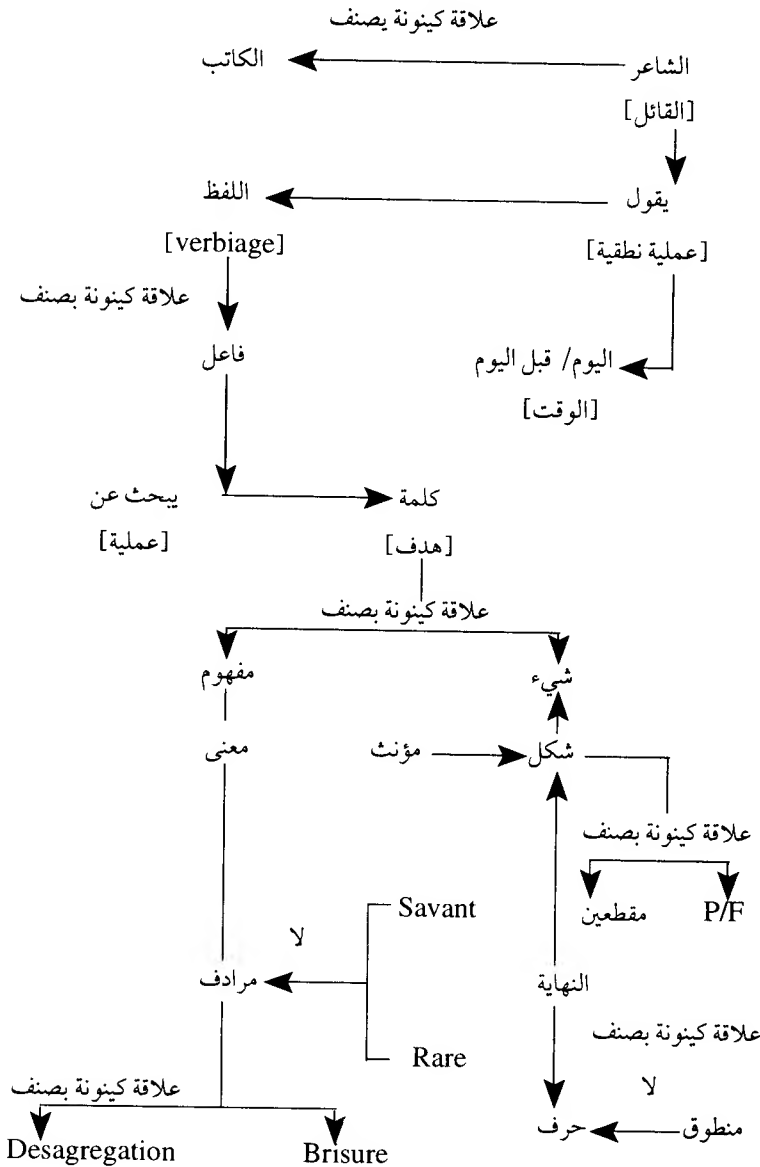 علاقة كينونة يصنف
الشاعر الكاتب
[القائل]
يقول اللفظ
[عملية نطقية] [verbiage]
علاقة كينونة بصنف
فاعل
اليوم/ قبل اليوم
[الوقت]
كلمة يبحث عن
[هدف] [عملية]
علاقة كينونة بصنف
شيء مفهوم
شكل مؤنث معنى
علاقة كينونة بصنف
P/F مقطعين
Savant
لا
النهاية مرادف
علاقة كينونة بصنف
Rare
لا
علاقة كينونة بصنف
منطوق حرف
Desagregation Brisure